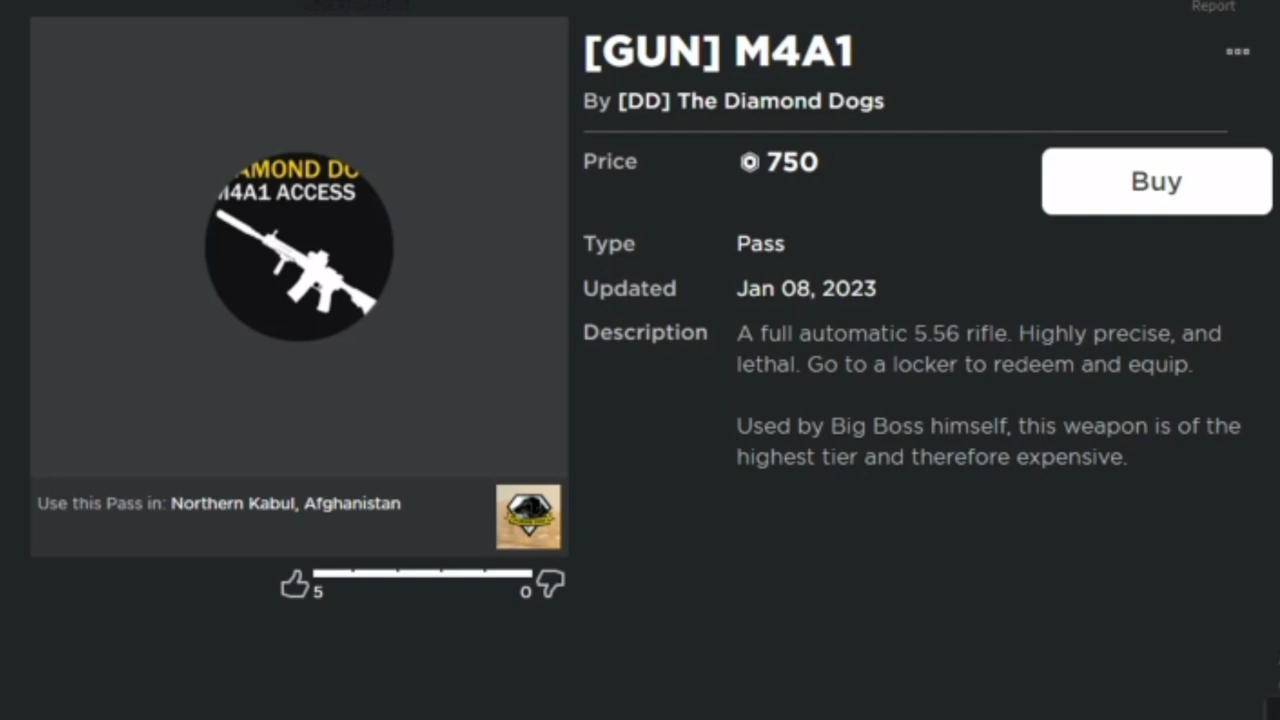 Report
[GUN] M4A1
By [DD] The Diamond Dogs
Price 750
Buy
Type Pass
Updated Jan 08, 2023
Description A full automatic 5.56 rifle. Highly precise, and
lethal. Go to a locker to redeem and equip.
Used by Big Boss himself, this weapon is of the
highest tier and therefore expensive.
AMOND DO
M4A1 ACCESS
Use this Pass in: Northern Kabul, Afghanistan
5 0